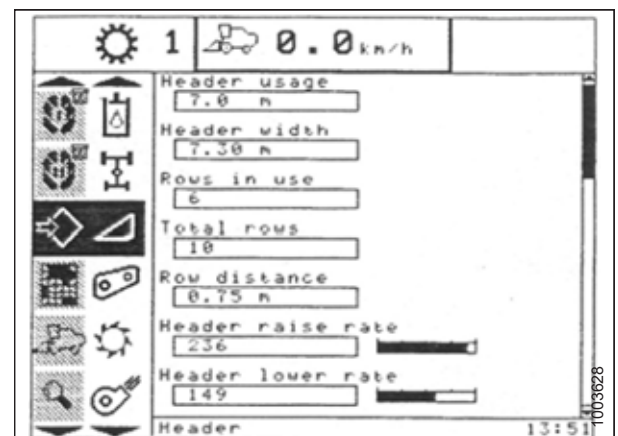 1 0.0 km/h
Header usage
7.0 m
Header width
7.30 m
Rows in use
6
Total rows
10
Row distance
0.75 m
Header raise rate
236
Header lower rate
149
Header 13:51
1003628